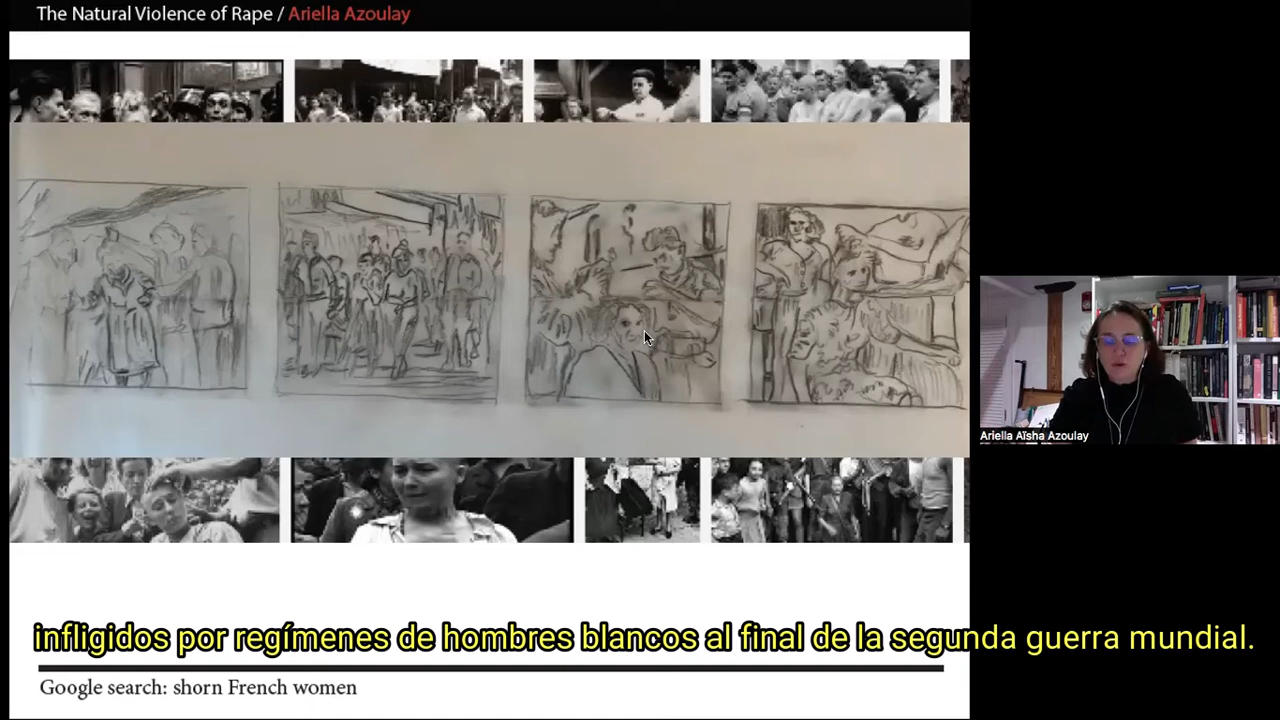 The Natural Violence of Rape / Ariella Azoulay
Ariella Aïsha Azoulay
infligidos por regímenes de hombres blancos al final de la segunda guerra mundial.
Google search: shorn French women